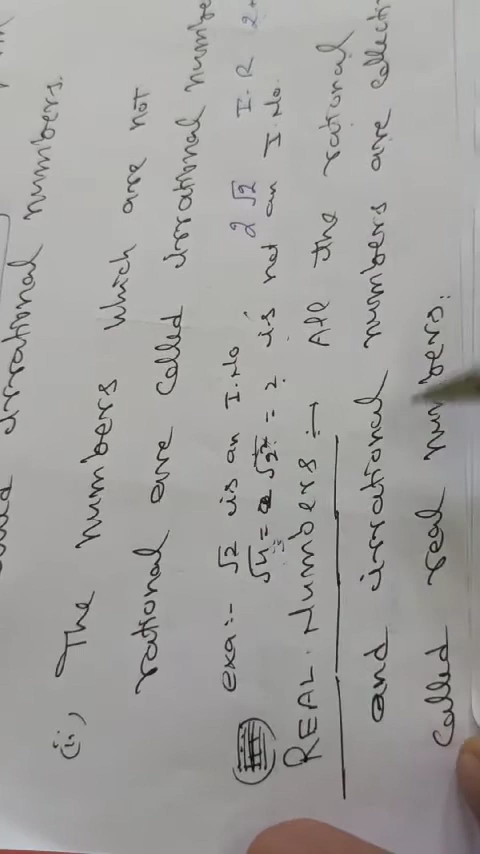 irrational numbers.
(ii) The numbers which are not
rational are called irrational number
exa:- √2 is an I.No 2√2 I.R
√4 = √2² = 2 is not an I.No.
REAL. Numbers :→ All the rational
and irrational numbers are collecti
called real numbers.